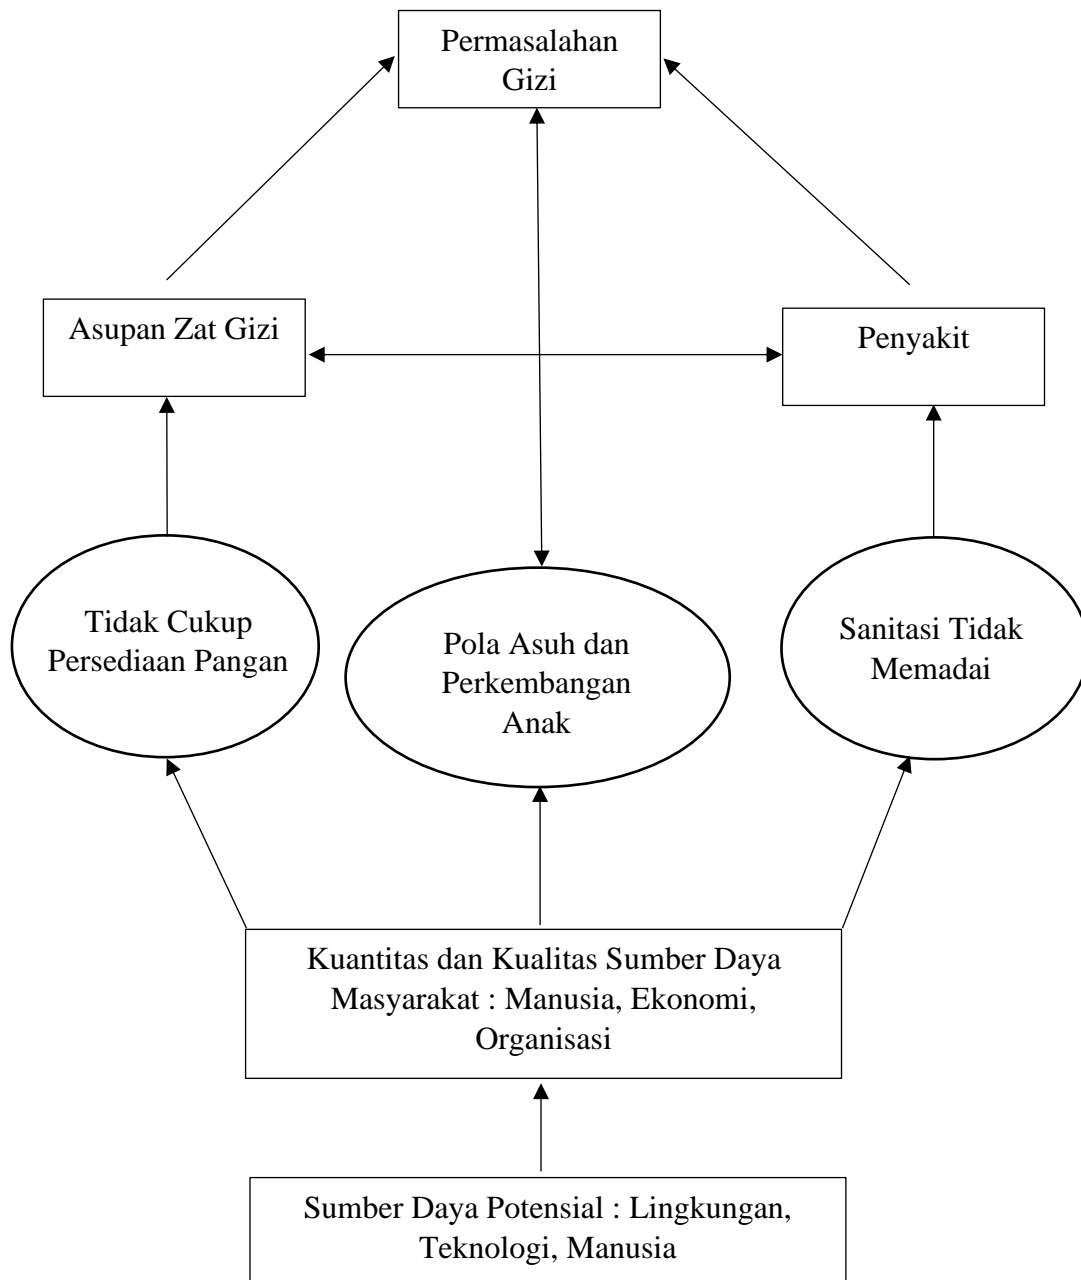 Permasalahan
Gizi
Asupan Zat Gizi
Penyakit
Tidak Cukup
Persediaan Pangan
Pola Asuh dan
Perkembangan
Anak
Sanitasi Tidak
Memadai
Kuantitas dan Kualitas Sumber Daya
Masyarakat : Manusia, Ekonomi,
Organisasi
Sumber Daya Potensial : Lingkungan,
Teknologi, Manusia